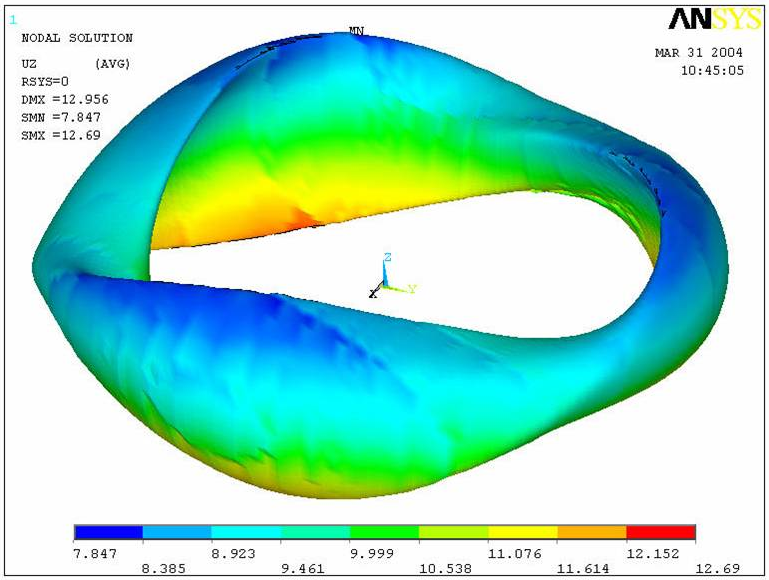 1
ANSYS
NODAL SOLUTION
MAR 31 2004
10:45:05
UZ (AVG)
RSYS=0
DMX =12.956
SMN =7.847
SMX =12.69
MN
Z
X
Y
7.847 8.923 9.999 11.076 12.152
8.385 9.461 10.538 11.614 12.69